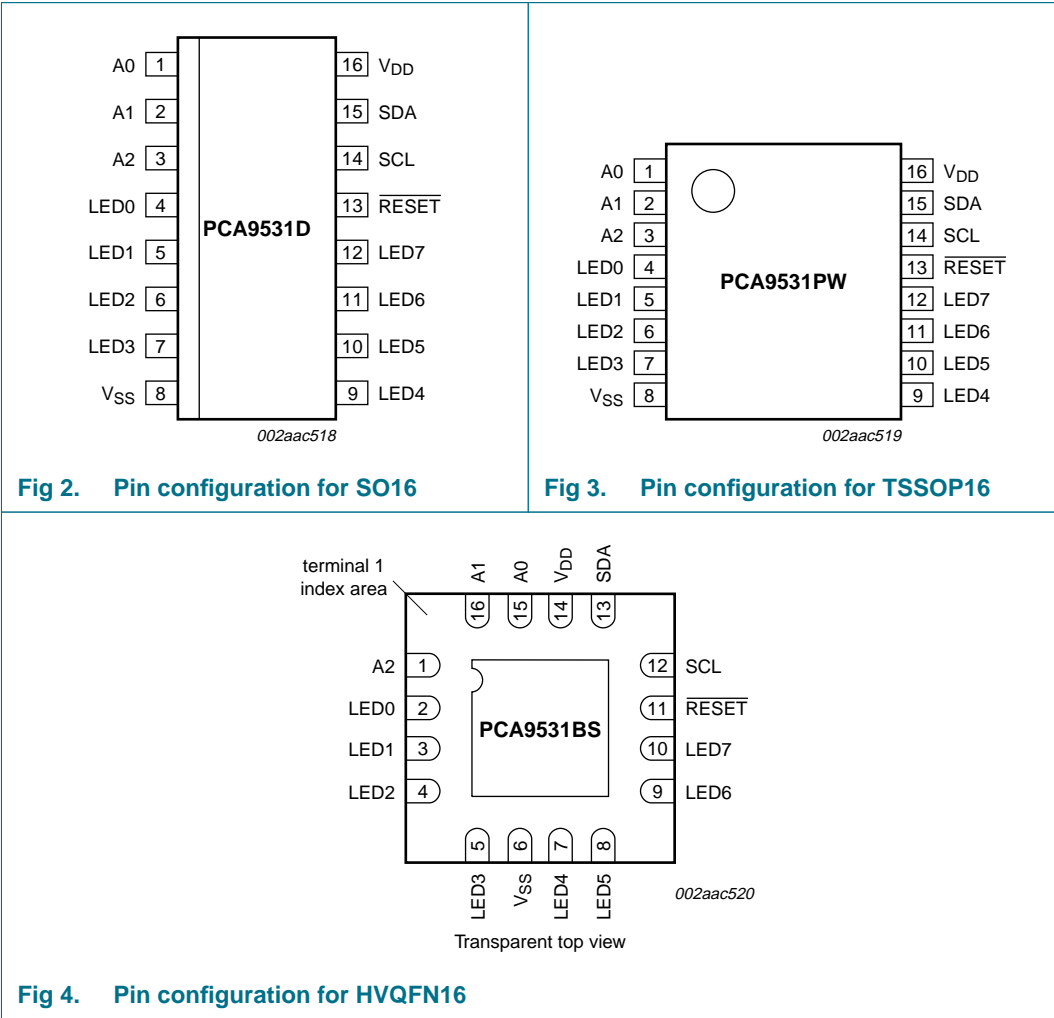 A0 1
A1 2
A2 3
LED0 4
LED1 5
LED2 6
LED3 7
VSS 8
PCA9531D
16 VDD
15 SDA
14 SCL
13 RESET
12 LED7
11 LED6
10 LED5
9 LED4
002aac518
Fig 2. Pin configuration for SO16
A0 1
A1 2
A2 3
LED0 4
LED1 5
LED2 6
LED3 7
VSS 8
PCA9531PW
16 VDD
15 SDA
14 SCL
13 RESET
12 LED7
11 LED6
10 LED5
9 LED4
002aac519
Fig 3. Pin configuration for TSSOP16
terminal 1
index area
A1 A0 VDD SDA
16 15 14 13
A2 1
LED0 2
LED1 3
LED2 4
PCA9531BS
12 SCL
11 RESET
10 LED7
9 LED6
5 6 7 8
LED3 VSS LED4 LED5
002aac520
Transparent top view
Fig 4. Pin configuration for HVQFN16